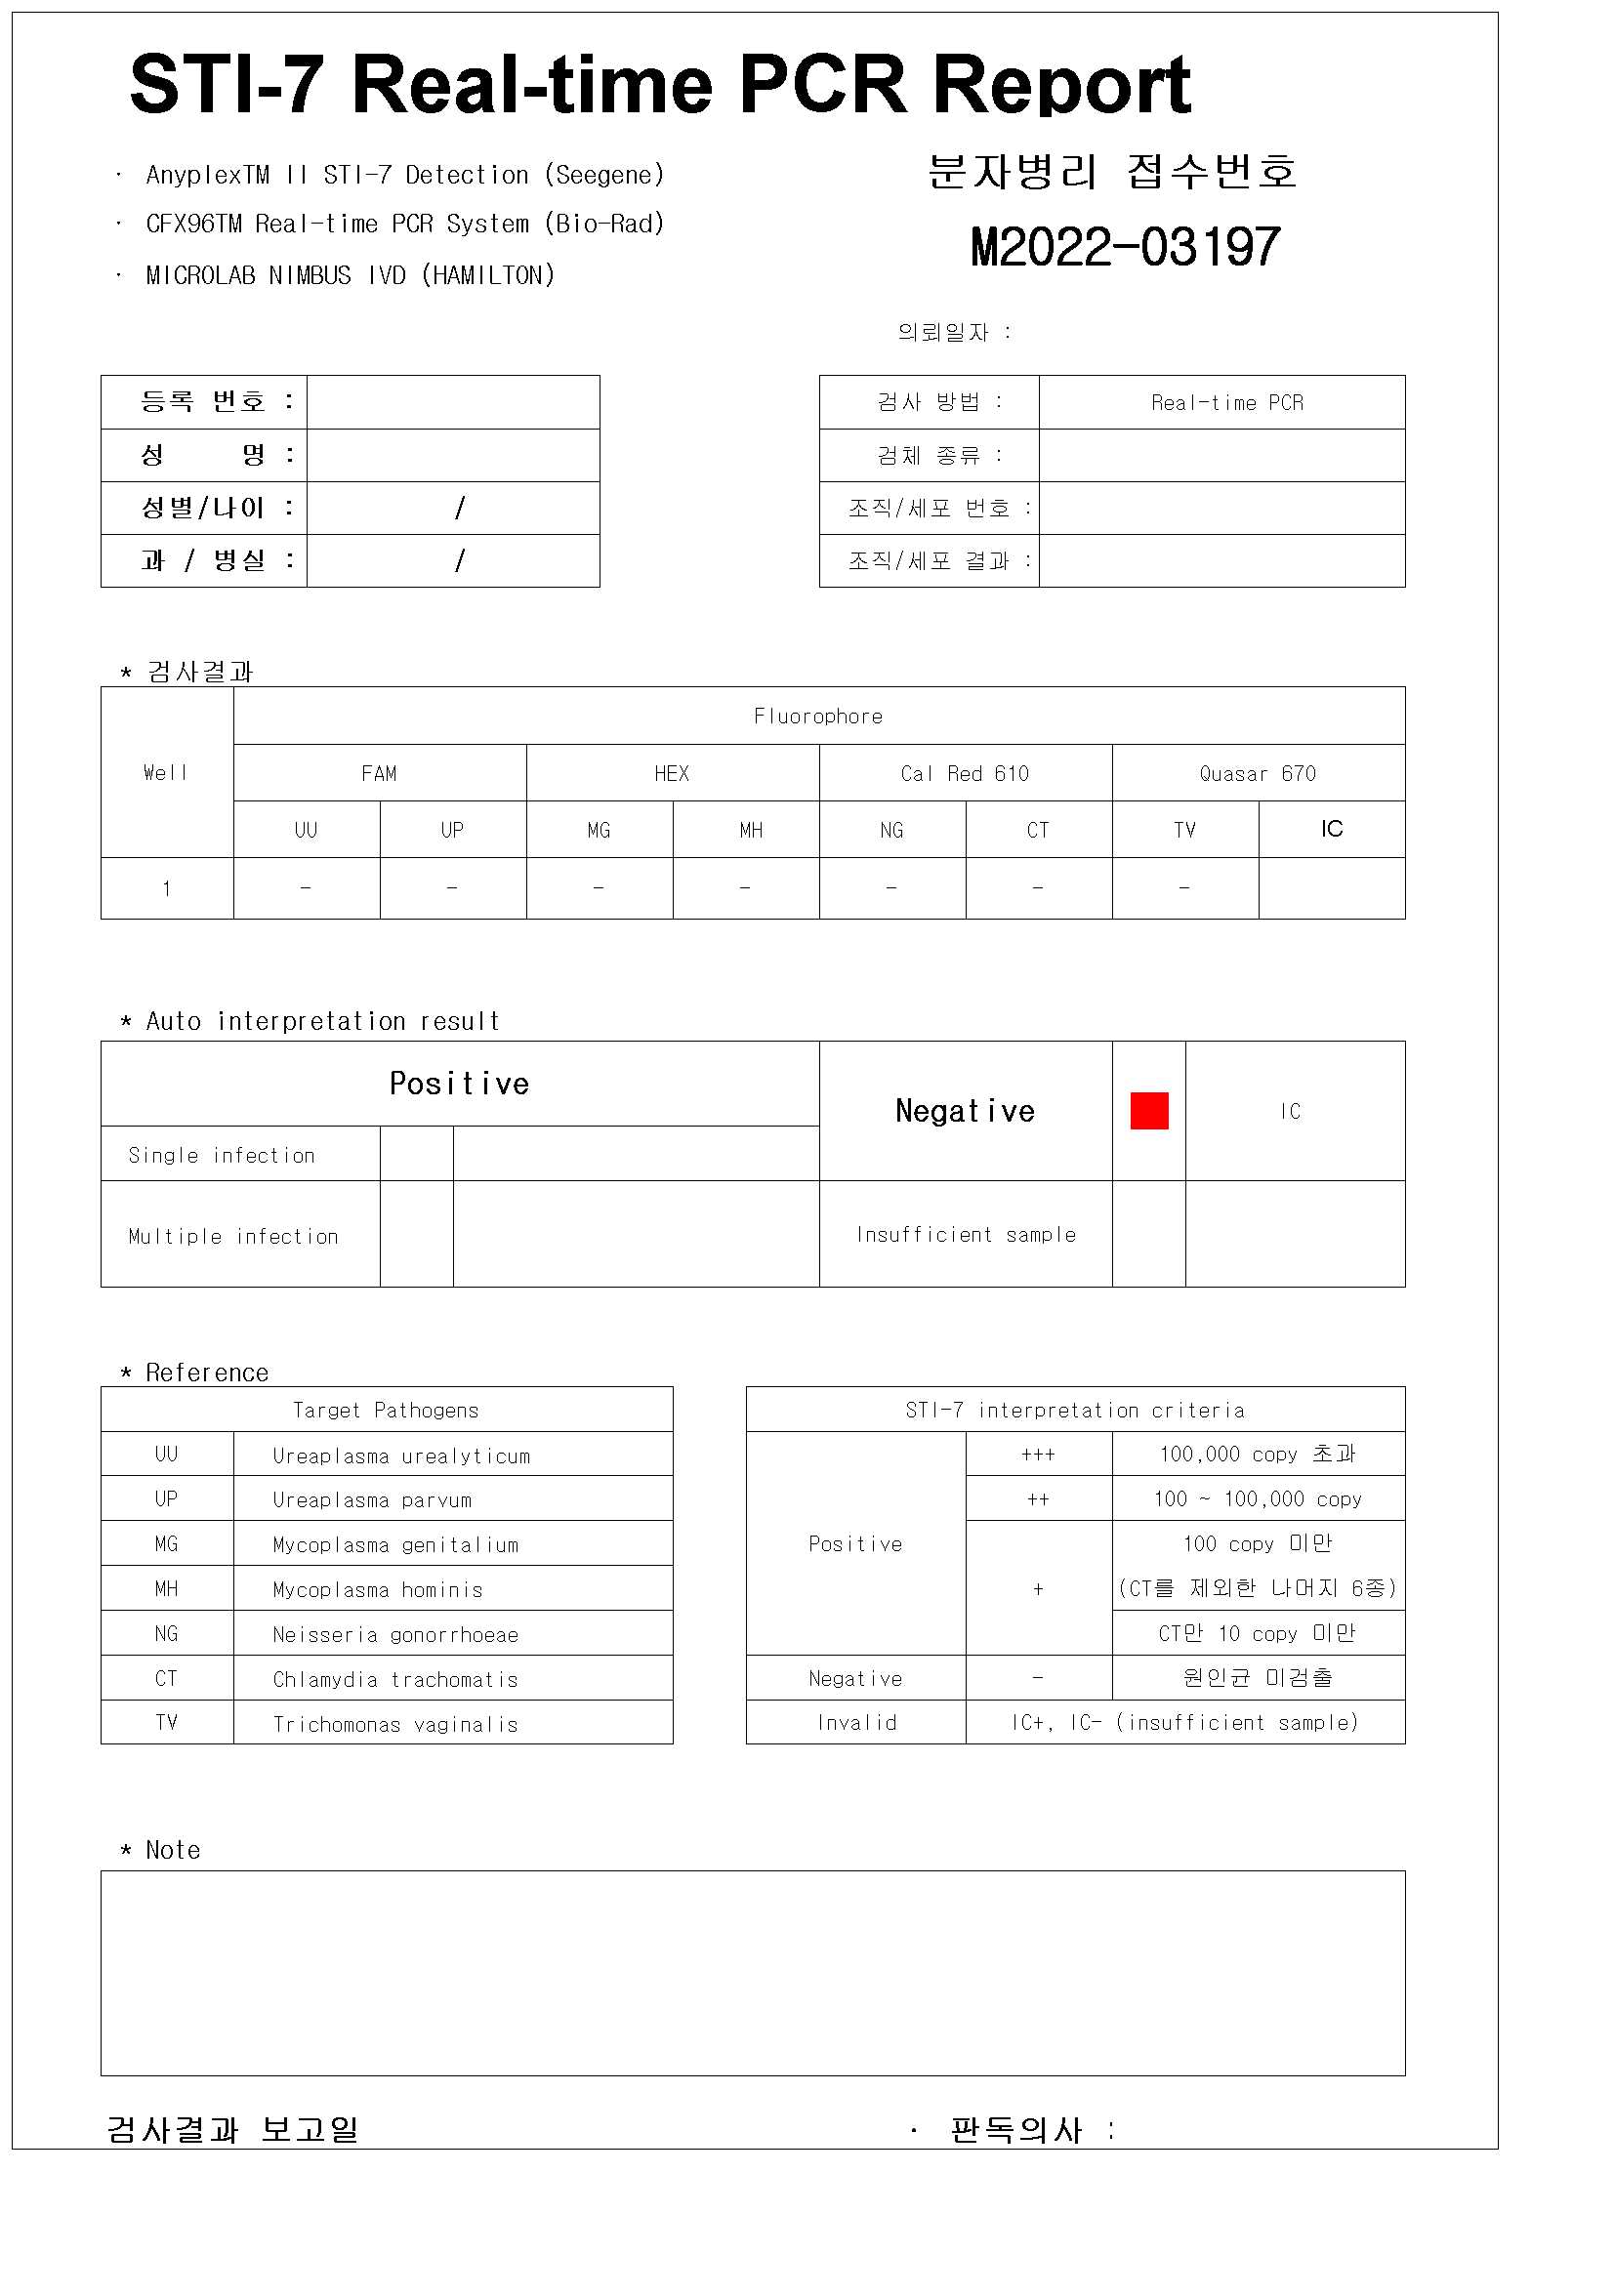 STI-7 Real-time PCR Report
· AnyplexTM II STI-7 Detection (Seegene)
· CFX96TM Real-time PCR System (Bio-Rad)
· MICROLAB NIMBUS IVD (HAMILTON)
분자병리 접수번호
M2022-03197
의뢰일자 :
등록 번호 :
성 명 :
성별/나이 : /
과 / 병실 : /
검사 방법 : Real-time PCR
검체 종류 :
조직/세포 번호 :
조직/세포 결과 :
* 검사결과
Well Fluorophore
FAM HEX Cal Red 610 Quasar 670
UU UP MG MH NG CT TV IC
1 - - - - - - -
* Auto interpretation result
Positive
Negative IC
Single infection
Multiple infection Insufficient sample
* Reference
Target Pathogens
UU Ureaplasma urealyticum
UP Ureaplasma parvum
MG Mycoplasma genitalium
MH Mycoplasma hominis
NG Neisseria gonorrhoeae
CT Chlamydia trachomatis
TV Trichomonas vaginalis
STI-7 interpretation criteria
+++ 100,000 copy 초과
++ 100 ~ 100,000 copy
Positive 100 copy 미만
+ (CT를 제외한 나머지 6종)
CT만 10 copy 미만
Negative - 원인균 미검출
Invalid IC+, IC- (insufficient sample)
* Note
검사결과 보고일
· 판독의사 :